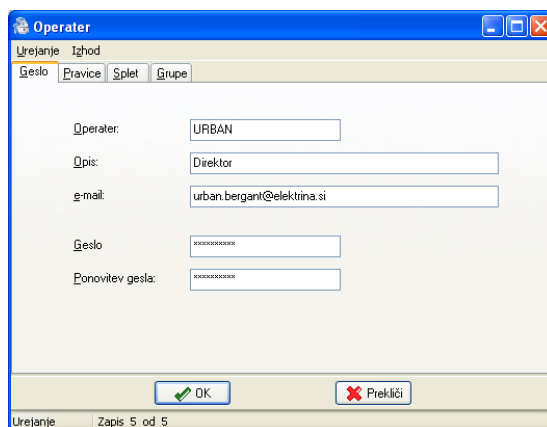 Operater
Urejanje Izhod
Geslo Pravice Splet Grupe
Operater: URBAN
Opis: Direktor
e-mail: urban.bergant@elektrina.si
Geslo **********
Ponovitev gesla: **********
OK Prekliči
Urejanje Zapis 5 od 5